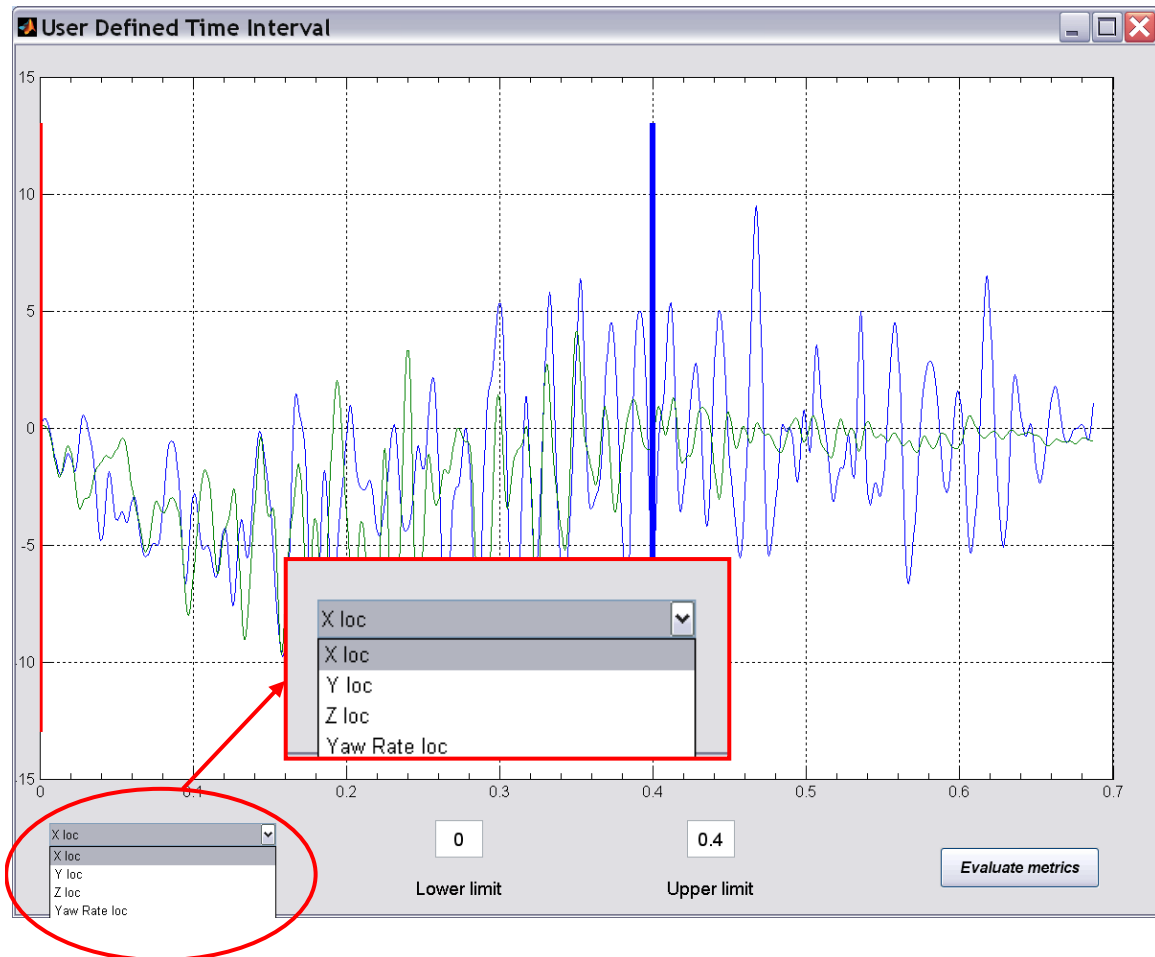 User Defined Time Interval
15
10
5
0
-5
-10
-15
0 0.1 0.2 0.3 0.4 0.5 0.6 0.7
X loc
X loc
Y loc
Z loc
Yaw Rate loc
X loc
X loc
Y loc
Z loc
Yaw Rate loc
0
Lower limit
0.4
Upper limit
Evaluate metrics